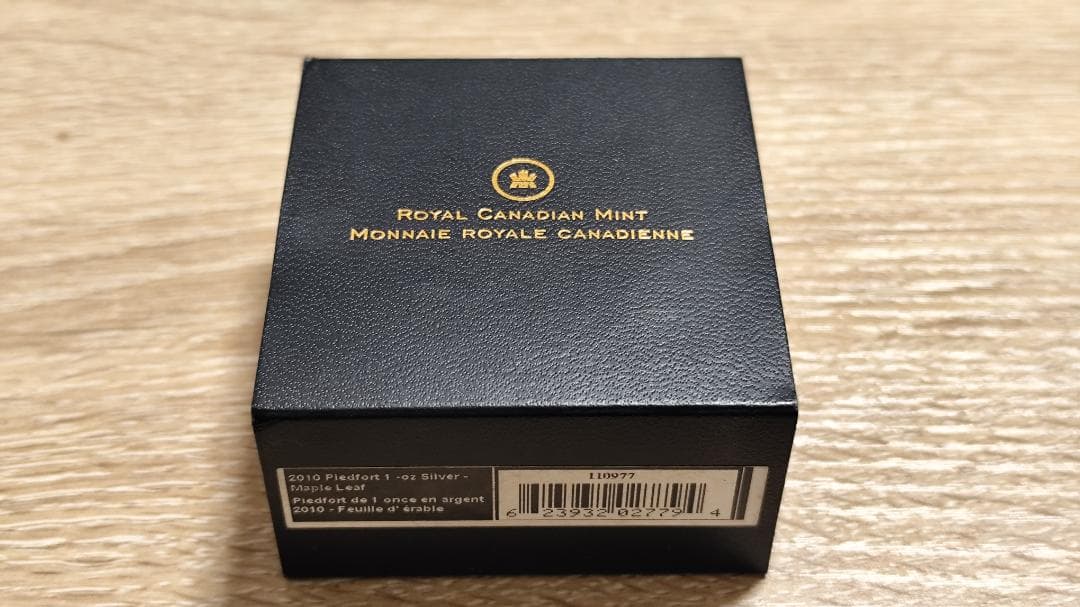 ROYAL CANADIAN MINT
MONNAIE ROYALE CANADIENNE
2010 Piedfort 1 -oz Silver -
Maple Leaf
Piedfort de 1 once en argent
2010 - Feuille d' érable
110977
6 23932 02779 4